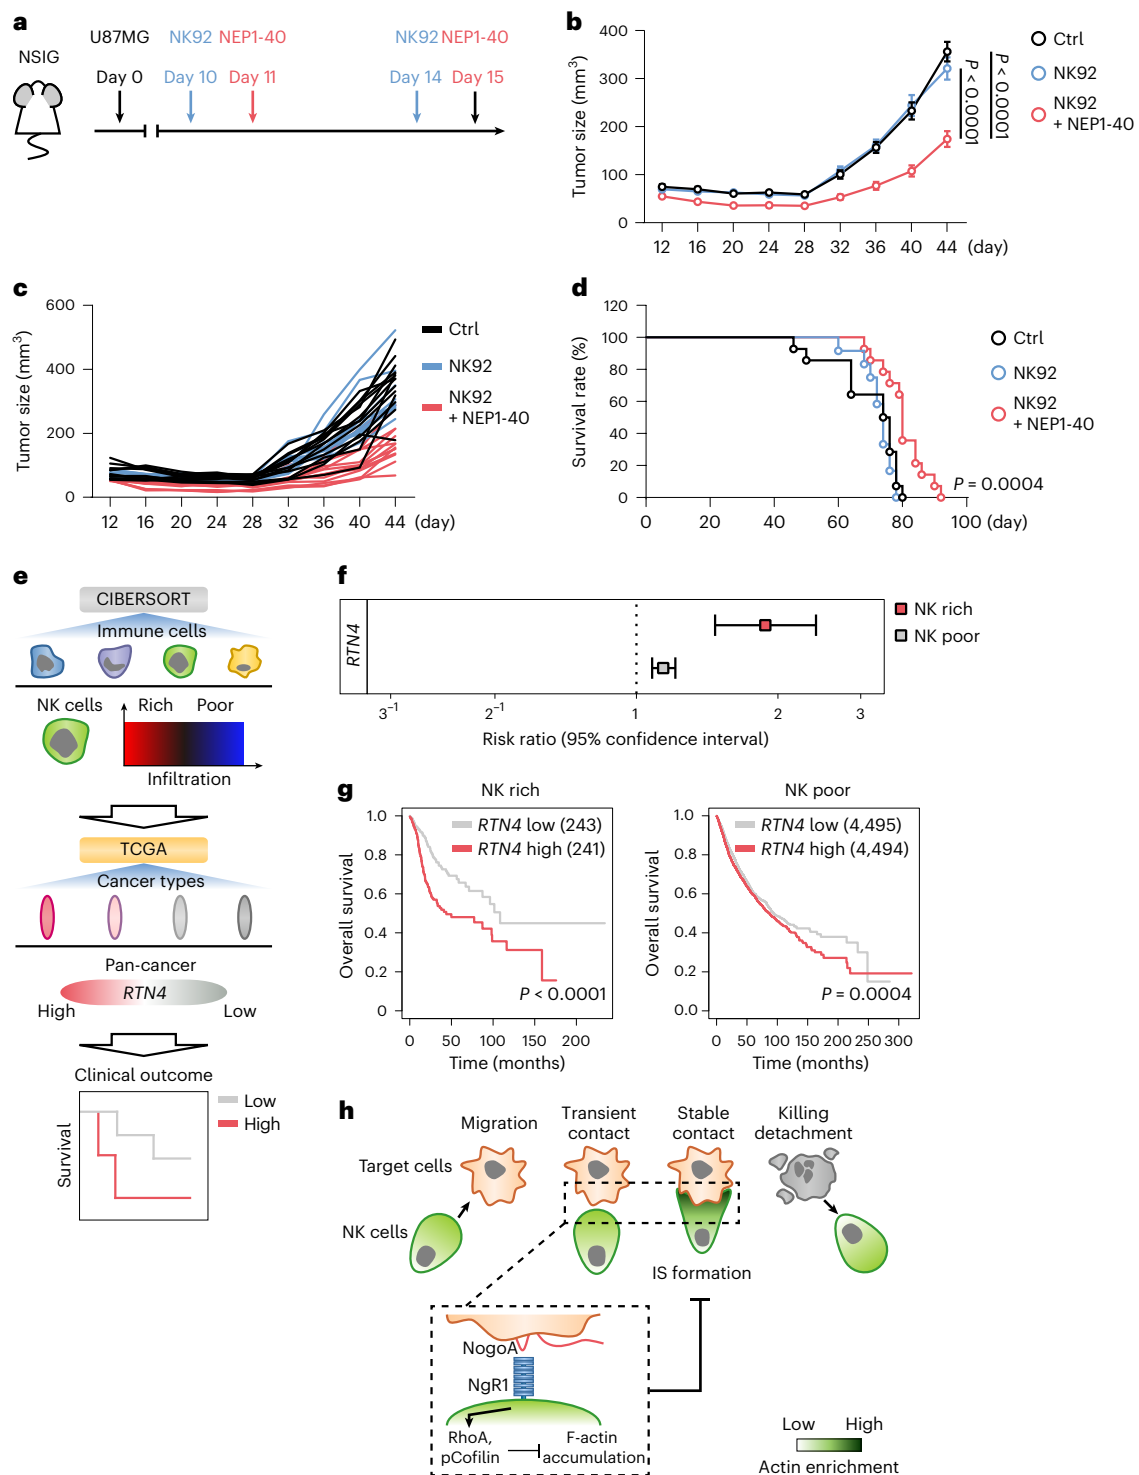 a
NSIG
U87MG NK92 NEP1-40 NK92 NEP1-40
Day 0 Day 10 Day 11 Day 14 Day 15
b
Tumor size (mm³)
400
300
200
100
0
12 16 20 24 28 32 36 40 44 (day)
P < 0.0001
P < 0.0001
Ctrl
NK92
NK92
+ NEP1-40
c
Tumor size (mm³)
600
400
200
0
12 16 20 24 28 32 36 40 44 (day)
Ctrl
NK92
NK92
+ NEP1-40
d
Survival rate (%)
120
100
80
60
40
20
0
0 20 40 60 80 100 (day)
P = 0.0004
Ctrl
NK92
NK92
+ NEP1-40
e
CIBERSORT
Immune cells
NK cells
Rich Poor
Infiltration
TCGA
Cancer types
Pan-cancer
RTN4
High Low
Clinical outcome
Survival
Low
High
f
RTN4
NK rich
NK poor
3⁻¹ 2⁻¹ 1 2 3
Risk ratio (95% confidence interval)
g
NK rich
Overall survival
1.0
0.8
0.6
0.4
0.2
0
RTN4 low (243)
RTN4 high (241)
P < 0.0001
0 50 100 150 200
Time (months)
NK poor
Overall survival
1.0
0.8
0.6
0.4
0.2
0.0
RTN4 low (4,495)
RTN4 high (4,494)
P = 0.0004
0 50 100 150 200 250 300
Time (months)
h
Migration
Transient
contact
Stable
contact
Killing
detachment
Target cells
NK cells
IS formation
NogoA
NgR1
RhoA,
pCofilin
F-actin
accumulation
Low High
Actin enrichment